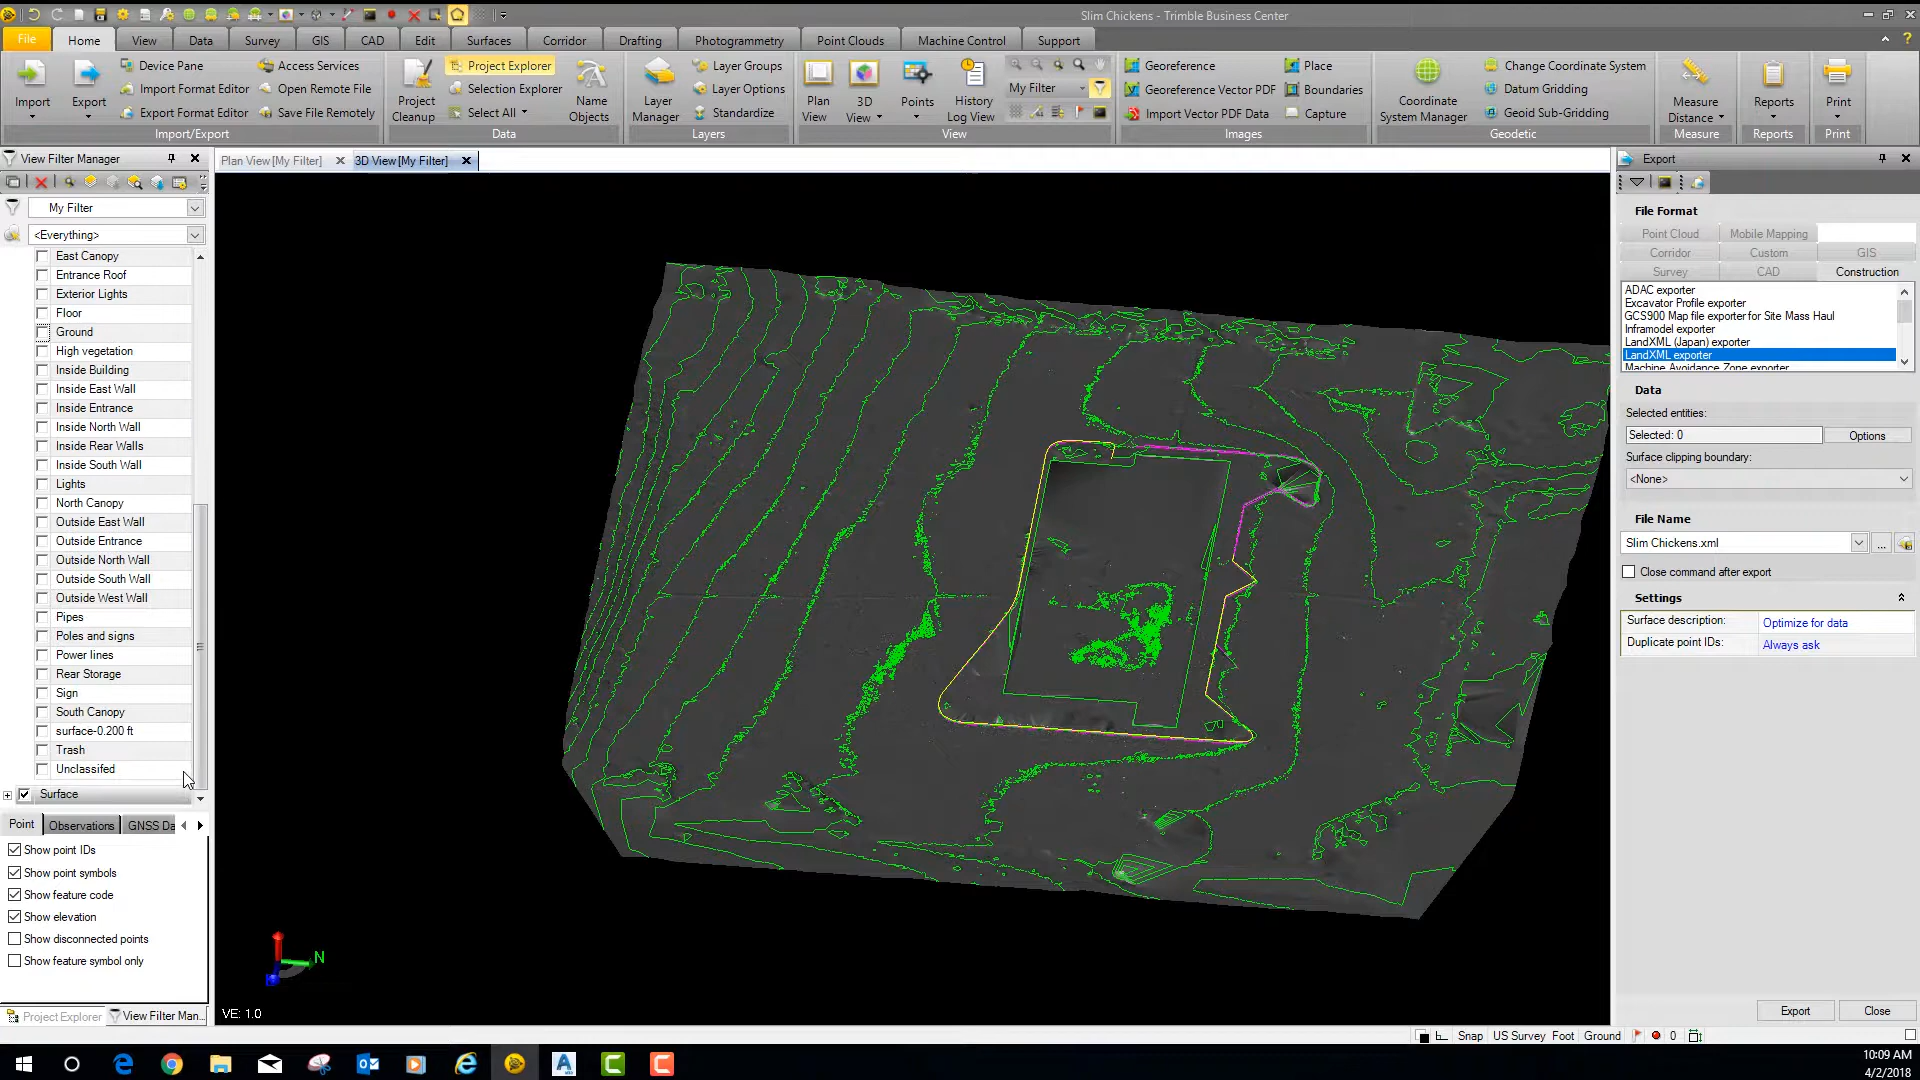 Slim Chickens - Trimble Business Center
File Home View Data Survey GIS CAD Edit Surfaces Corridor Drafting Photogrammetry Point Clouds Machine Control Support
Import
Export
Device Pane
Import Format Editor
Export Format Editor
Access Services
Open Remote File
Save File Remotely
Import/Export
Project Cleanup
Project Explorer
Selection Explorer
Select All
Name Objects
Data
Layer Manager
Layer Groups
Layer Options
Standardize
Layers
Plan View
3D View
Points
History Log View
My Filter
View
Georeference
Georeference Vector PDF
Import Vector PDF Data
Place
Boundaries
Capture
Images
Coordinate System Manager
Change Coordinate System
Datum Gridding
Geoid Sub-Gridding
Geodetic
Measure Distance
Measure
Reports
Reports
Print
Print
View Filter Manager
My Filter
<Everything>
East Canopy
Entrance Roof
Exterior Lights
Floor
Ground
High vegetation
Inside Building
Inside East Wall
Inside Entrance
Inside North Wall
Inside Rear Walls
Inside South Wall
Lights
North Canopy
Outside East Wall
Outside Entrance
Outside North Wall
Outside South Wall
Outside West Wall
Pipes
Poles and signs
Power lines
Rear Storage
Sign
South Canopy
surface-0.200 ft
Trash
Unclassifed
Surface
Point Observations GNSS Da
Show point IDs
Show point symbols
Show feature code
Show elevation
Show disconnected points
Show feature symbol only
Project Explorer View Filter Man...
Plan View [My Filter] 3D View [My Filter]
N
VE: 1.0
Export
File Format
Point Cloud Mobile Mapping
Corridor Custom GIS
Survey CAD Construction
ADAC exporter
Excavator Profile exporter
GCS900 Map file exporter for Site Mass Haul
Inframodel exporter
LandXML (Japan) exporter
LandXML exporter
Machine Avoidance Zone exporter
Data
Selected entities:
Selected: 0 Options
Surface clipping boundary:
<None>
File Name
Slim Chickens.xml ...
Close command after export
Settings
Surface description: Optimize for data
Duplicate point IDs: Always ask
Export Close
Snap US Survey Foot Ground 0
10:09 AM
4/2/2018